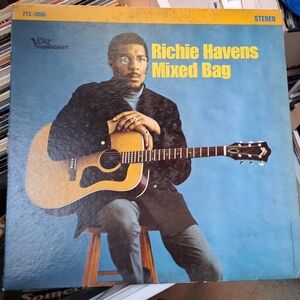 FTS-3006
STEREO
Verve
FORECAST
Richie Havens
Mixed Bag